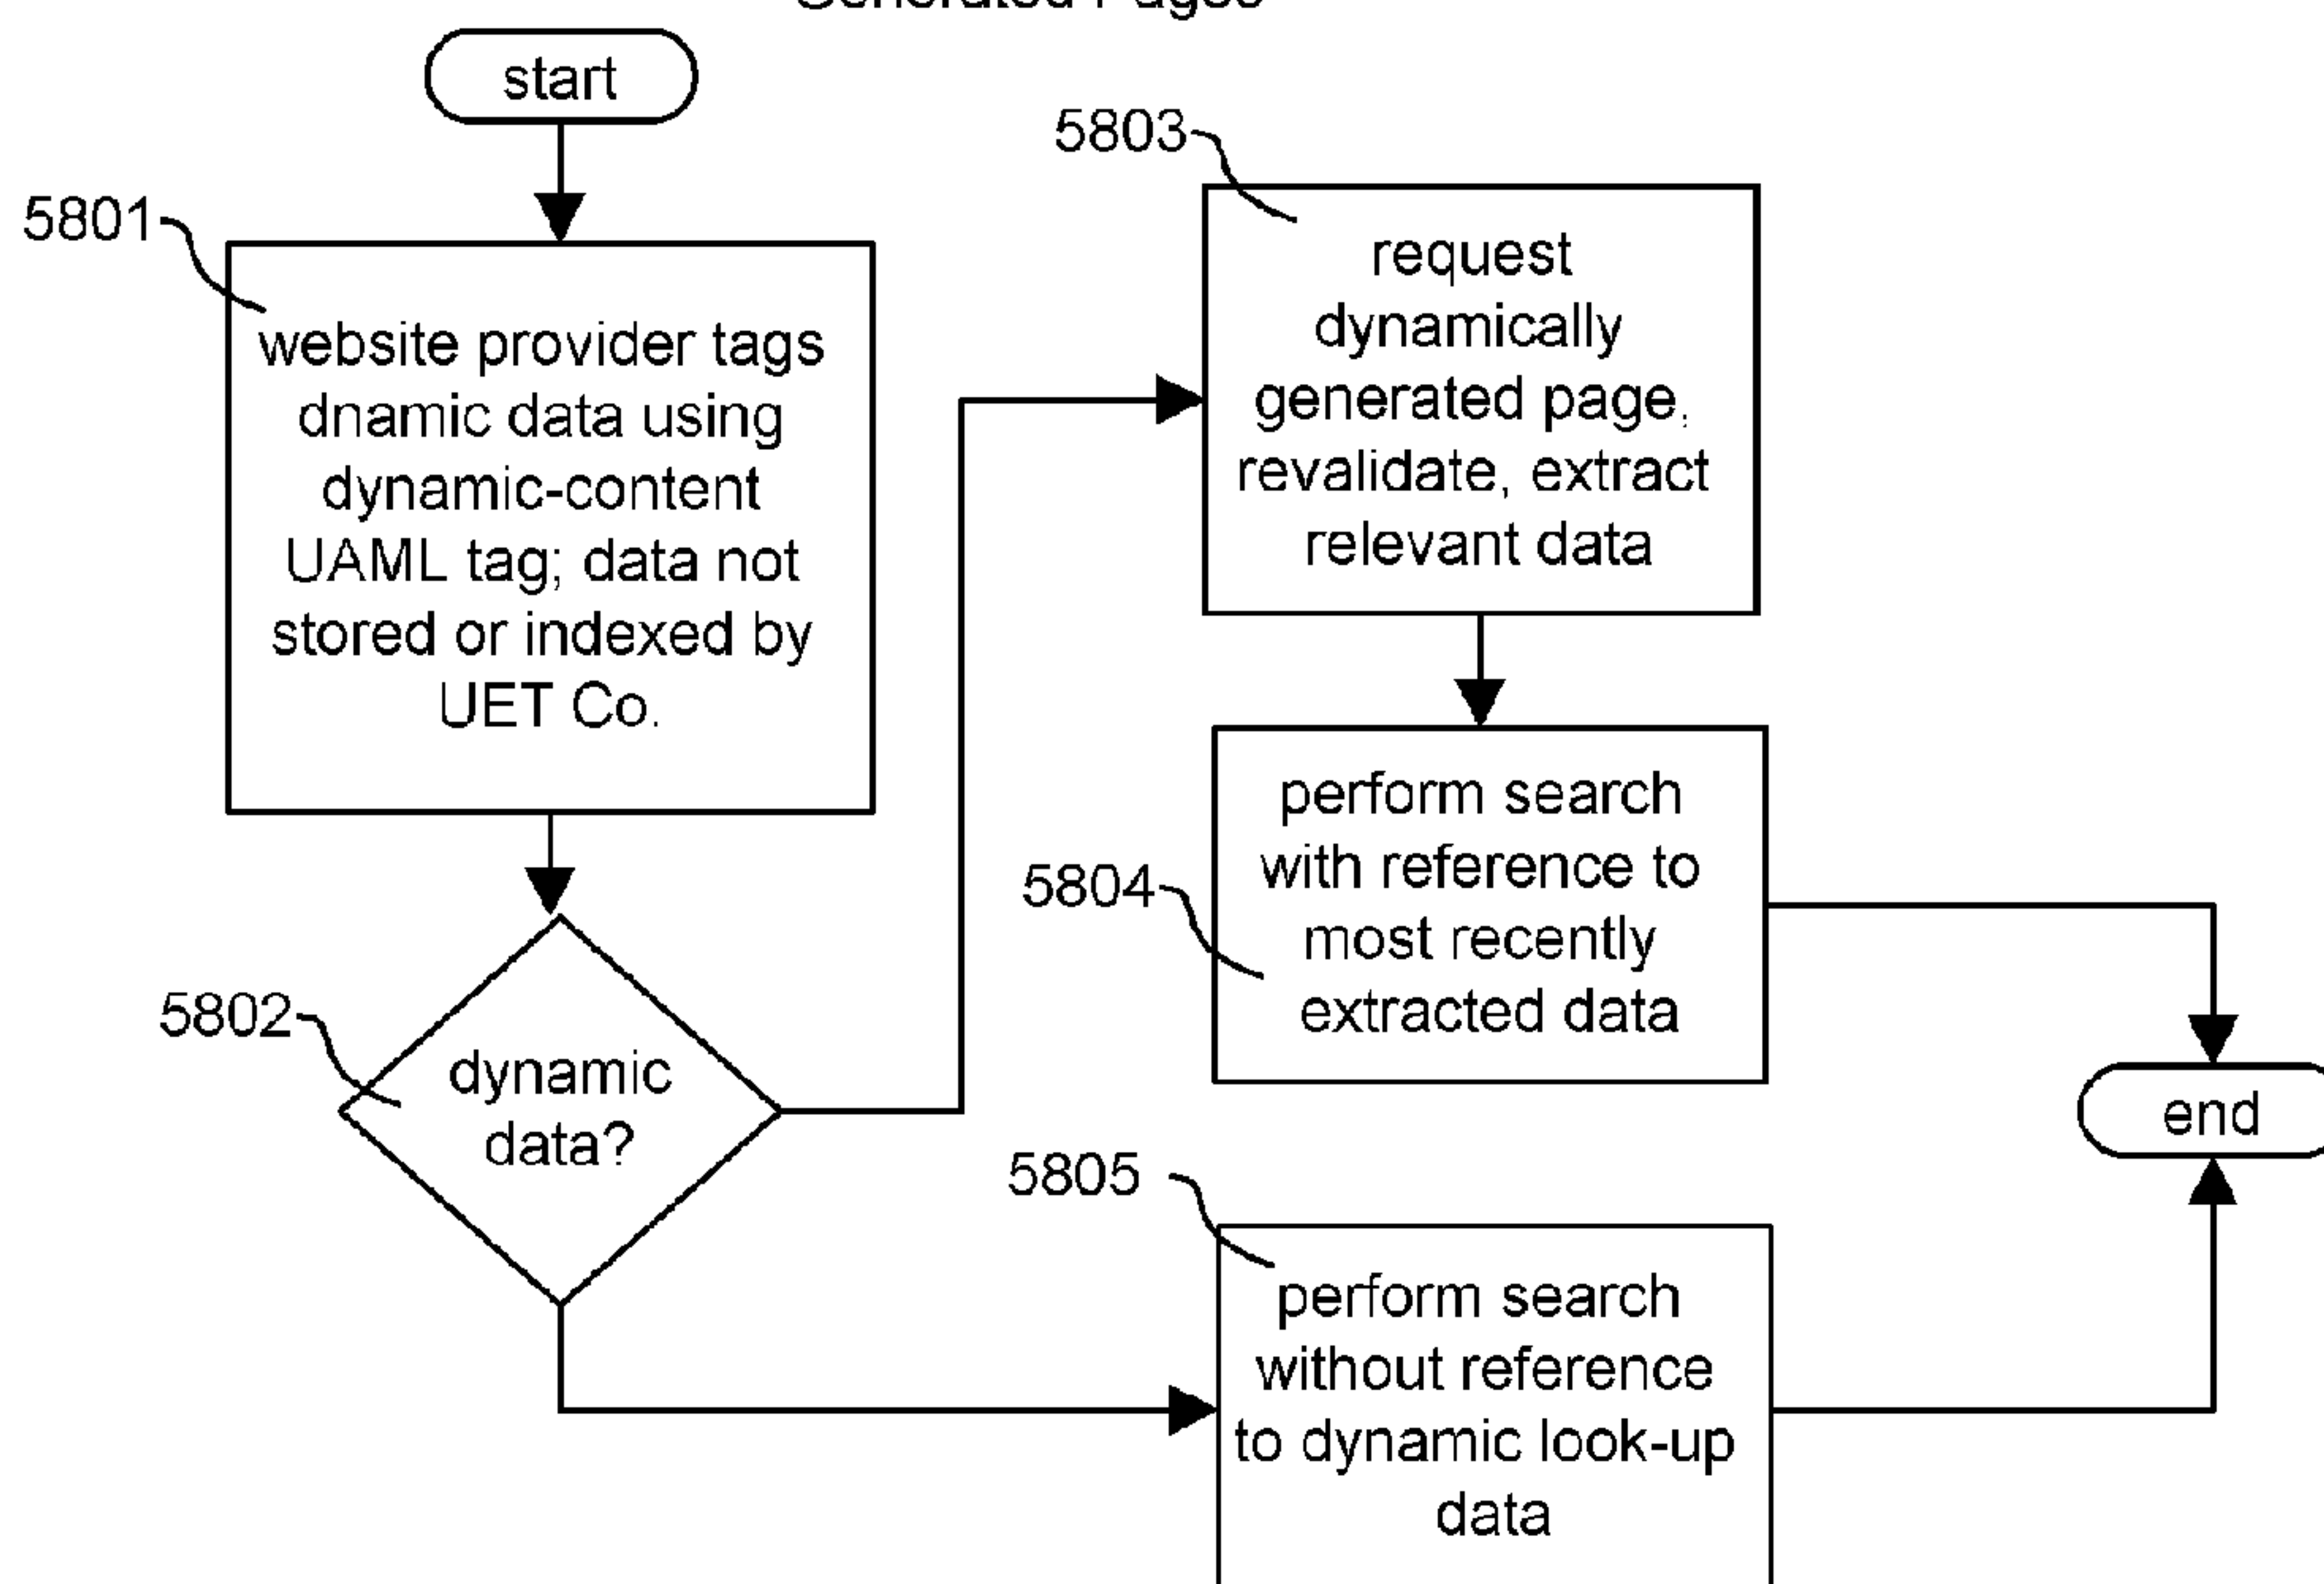 Generated Pages
start
5801
website provider tags
dnamic data using
dynamic-content
UAML tag; data not
stored or indexed by
UET Co.
5802
dynamic
data?
5803
request
dynamically
generated page,
revalidate, extract
relevant data
5804
perform search
with reference to
most recently
extracted data
5805
perform search
without reference
to dynamic look-up
data
end